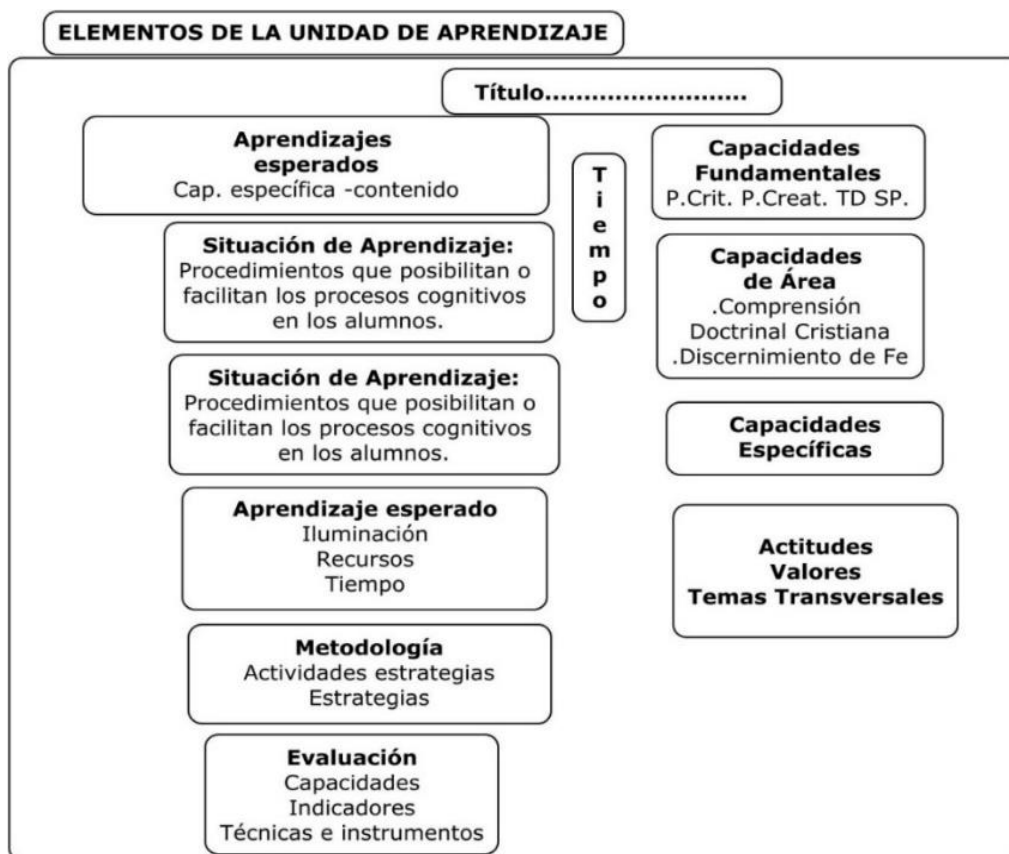 ELEMENTOS DE LA UNIDAD DE APRENDIZAJE
Título..........................
Aprendizajes
esperados
Cap. específica -contenido
Situación de Aprendizaje:
Procedimientos que posibilitan o
facilitan los procesos cognitivos
en los alumnos.
Situación de Aprendizaje:
Procedimientos que posibilitan o
facilitan los procesos cognitivos
en los alumnos.
Aprendizaje esperado
Iluminación
Recursos
Tiempo
Metodología
Actividades estrategias
Estrategias
Evaluación
Capacidades
Indicadores
Técnicas e instrumentos
T
i
e
m
p
o
Capacidades
Fundamentales
P.Crit. P.Creat. TD SP.
Capacidades
de Área
.Comprensión
Doctrinal Cristiana
.Discernimiento de Fe
Capacidades
Específicas
Actitudes
Valores
Temas Transversales